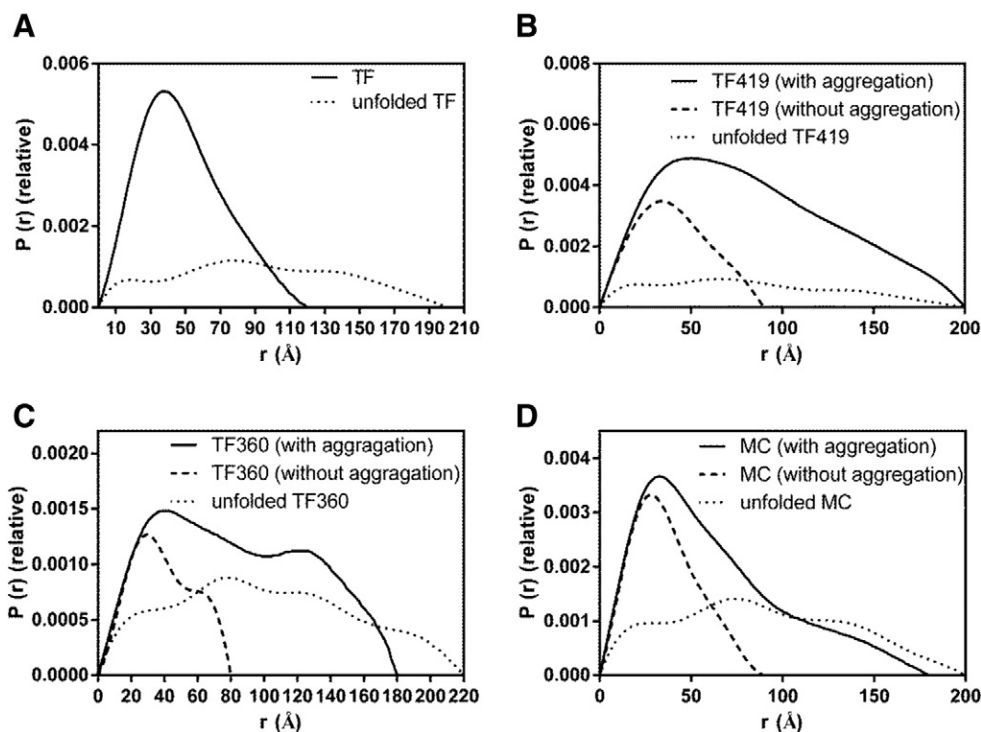 A
0.006
0.004
0.002
0.000
P (r) (relative)
TF
unfolded TF
10 30 50 70 90 110 130 150 170 190 210
r (Å)
B
0.008
0.006
0.004
0.002
0.000
P (r) (relative)
TF419 (with aggregation)
TF419 (without aggregation)
unfolded TF419
0 50 100 150 200
r (Å)
C
0.0020
0.0015
0.0010
0.0005
0.0000
P (r) (relative)
TF360 (with aggragation)
TF360 (without aggragation)
unfolded TF360
0 20 40 60 80 100 120 140 160 180 200 220
r (Å)
D
0.004
0.003
0.002
0.001
0.000
P (r) (relative)
MC (with aggregation)
MC (without aggregation)
unfolded MC
0 50 100 150 200
r (Å)